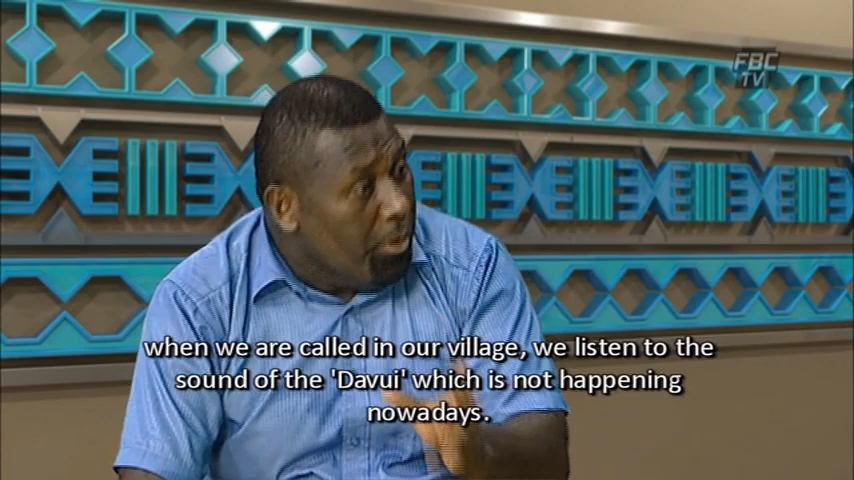 FBC
TV
when we are called in our village, we listen to the
sound of the 'Davui' which is not happening
nowadays.